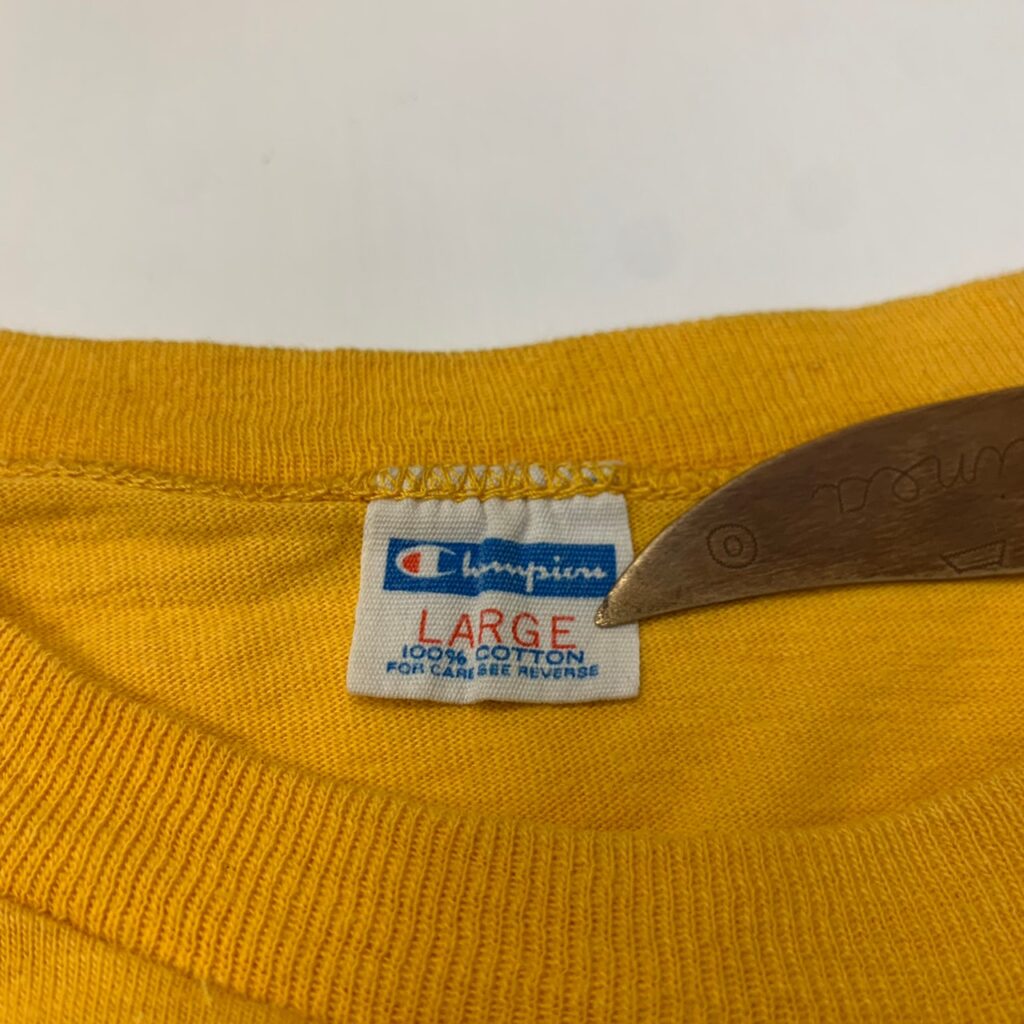 Champion
LARGE
100% COTTON
FOR CARE SEE REVERSE